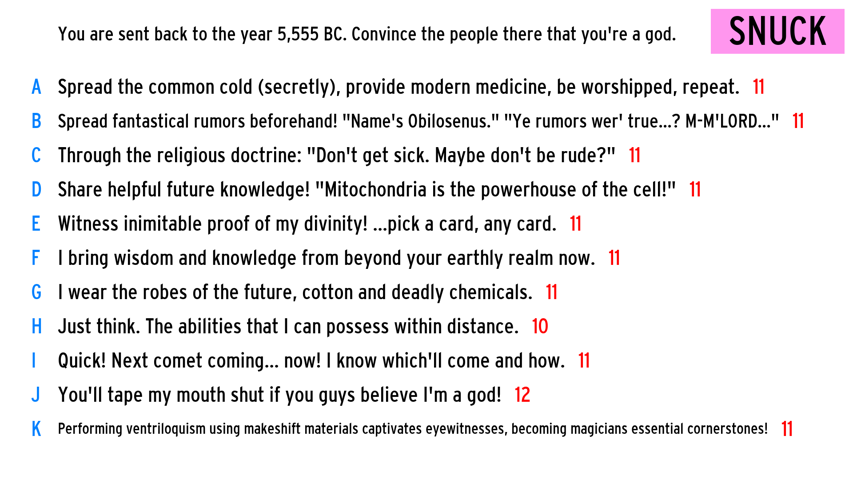 You are sent back to the year 5,555 BC. Convince the people there that you're a god.
SNUCK
A Spread the common cold (secretly), provide modern medicine, be worshipped, repeat. 11
B Spread fantastical rumors beforehand! "Name's Obilosenus." "Ye rumors wer' true...? M-M'LORD..." 11
C Through the religious doctrine: "Don't get sick. Maybe don't be rude?" 11
D Share helpful future knowledge! "Mitochondria is the powerhouse of the cell!" 11
E Witness inimitable proof of my divinity! ...pick a card, any card. 11
F I bring wisdom and knowledge from beyond your earthly realm now. 11
G I wear the robes of the future, cotton and deadly chemicals. 11
H Just think. The abilities that I can possess within distance. 10
I Quick! Next comet coming... now! I know which'll come and how. 11
J You'll tape my mouth shut if you guys believe I'm a god! 12
K Performing ventriloquism using makeshift materials captivates eyewitnesses, becoming magicians essential cornerstones! 11